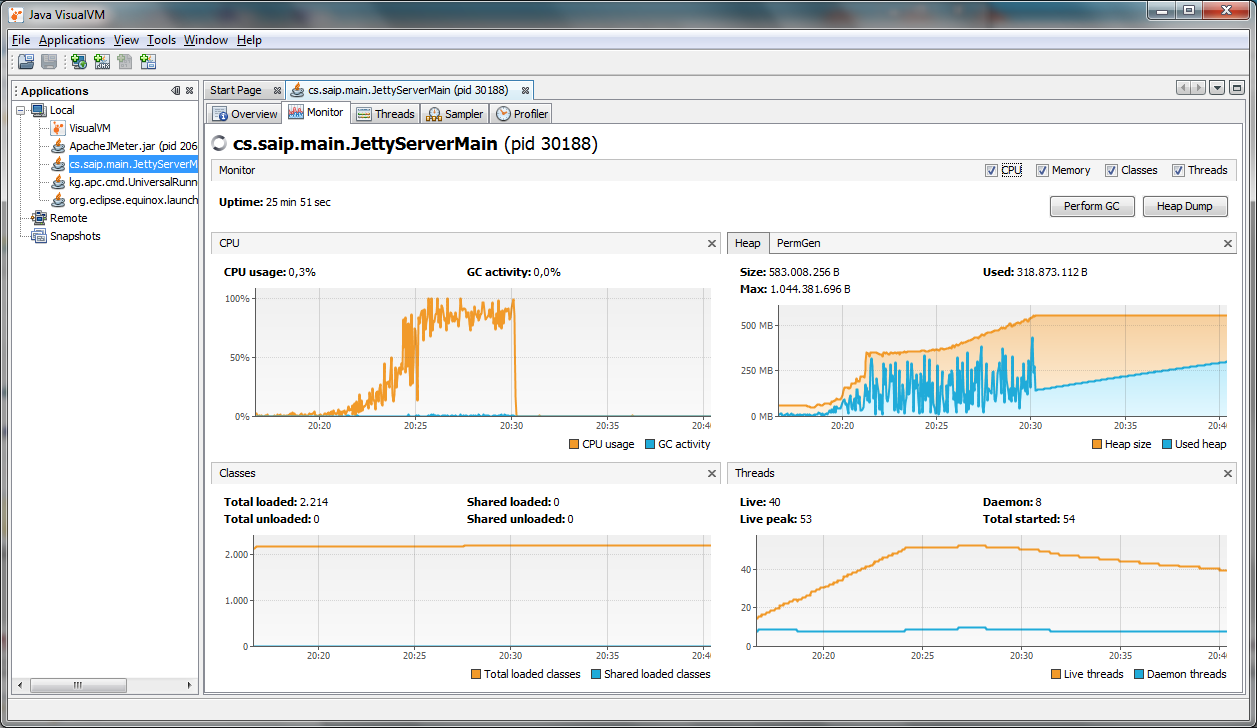 Java VisualVM
File Applications View Tools Window Help
Applications
Local
VisualVM
ApacheJMeter.jar (pid 206
cs.saip.main.JettyServerM
kg.apc.cmd.UniversalRunn
org.eclipse.equinox.launch
Remote
Snapshots
Start Page cs.saip.main.JettyServerMain (pid 30188)
Overview Monitor Threads Sampler Profiler
cs.saip.main.JettyServerMain (pid 30188)
Monitor CPU Memory Classes Threads
Uptime: 25 min 51 sec Perform GC Heap Dump
CPU
CPU usage: 0,3% GC activity: 0,0%
100%
50%
0%
20:20 20:25 20:30 20:35 20:4
CPU usage GC activity
Heap PermGen
Size: 583.008.256 B Used: 318.873.112 B
Max: 1.044.381.696 B
500 MB
250 MB
0 MB
20:20 20:25 20:30 20:35 20:4
Heap size Used heap
Classes
Total loaded: 2.214 Shared loaded: 0
Total unloaded: 0 Shared unloaded: 0
2.000
1.000
0
20:20 20:25 20:30 20:35 20:4
Total loaded classes Shared loaded classes
Threads
Live: 40 Daemon: 8
Live peak: 53 Total started: 54
40
20
0
20:20 20:25 20:30 20:35 20:4
Live threads Daemon threads